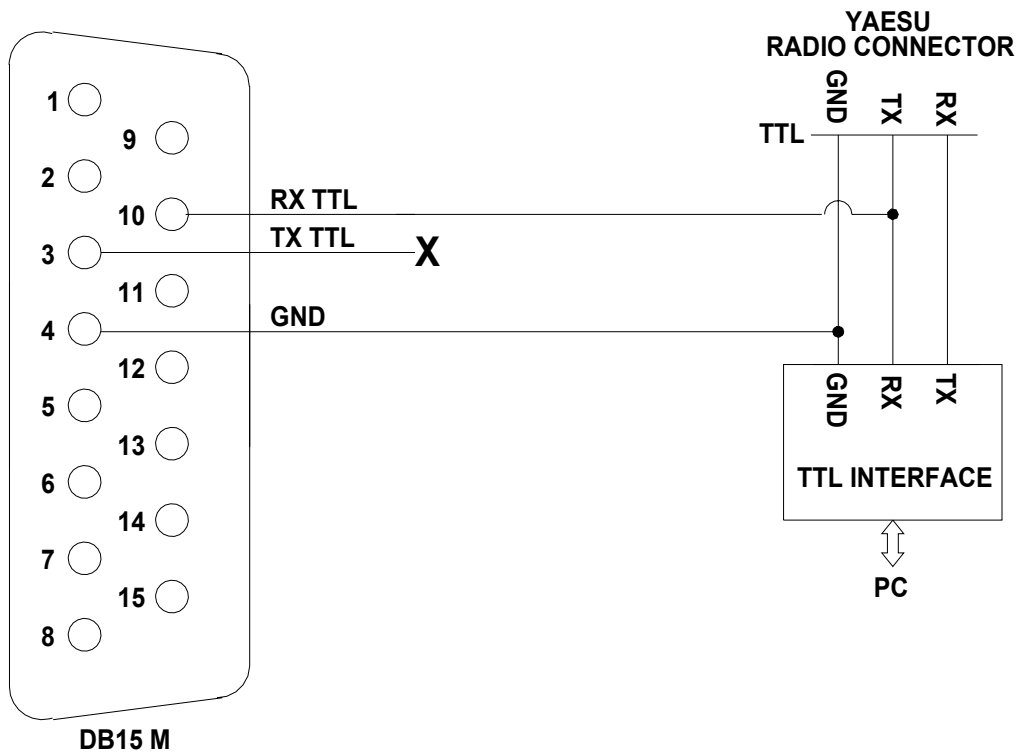 YAESU
RADIO CONNECTOR
GND
TX
RX
TTL
1
9
2
10
RX TTL
3
TX TTL
X
11
4
GND
12
5
13
6
14
7
15
8
GND
RX
TX
TTL INTERFACE
PC
DB15 M